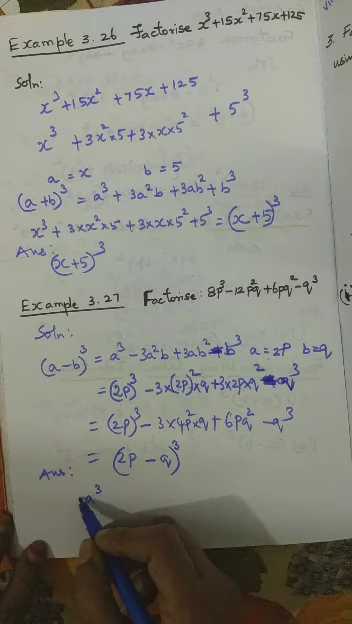 Example 3.26 Factorise x³+15x²+75x+125
Soln:
x³+15x² +75x +125
x³ +3x²×5+3×x×5² + 5³
a = x b = 5
(a+b)³ = a³ + 3a²b +3ab²+b³
x³+ 3×x²×5+3×x×5²+5³=(x+5)³
Ans:
(x+5)³
Example 3.27 Factorise: 8p³-12p²q+6pq²-q³
Soln:
(a-b)³ = a³-3a²b+3ab²-b³ a=2p b=q
=(2p)³ -3×(2p)²×q+3×2p×q²-q³
= (2p)³- 3×4p²×q+6pq² -q³
Ans: = (2p -q)³
3. Fa
usin